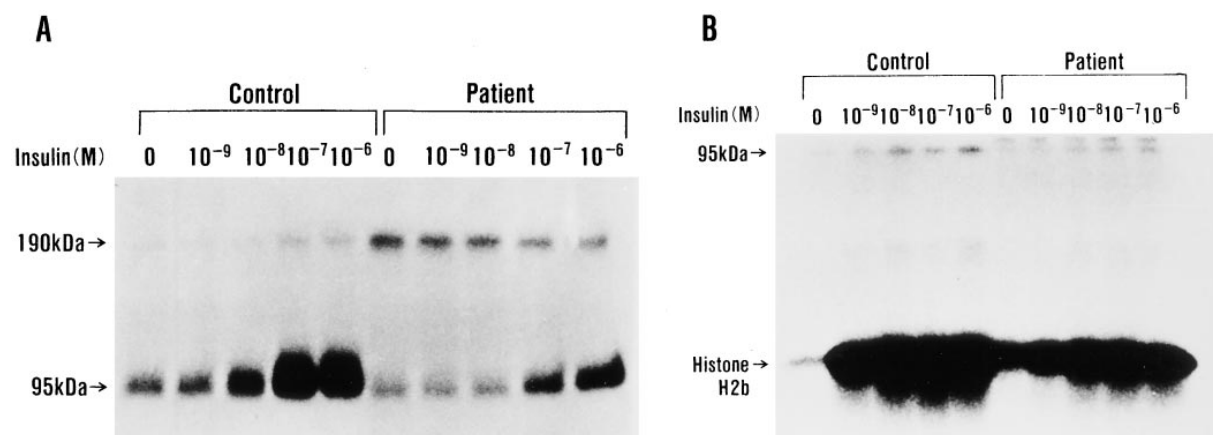 A
Control Patient
Insulin(M) 0 10⁻⁹ 10⁻⁸ 10⁻⁷ 10⁻⁶ 0 10⁻⁹ 10⁻⁸ 10⁻⁷ 10⁻⁶
190kDa→
95kDa→
B
Control Patient
Insulin(M) 0 10⁻⁹ 10⁻⁸ 10⁻⁷ 10⁻⁶ 0 10⁻⁹ 10⁻⁸ 10⁻⁷ 10⁻⁶
95kDa→
Histone→
H2b